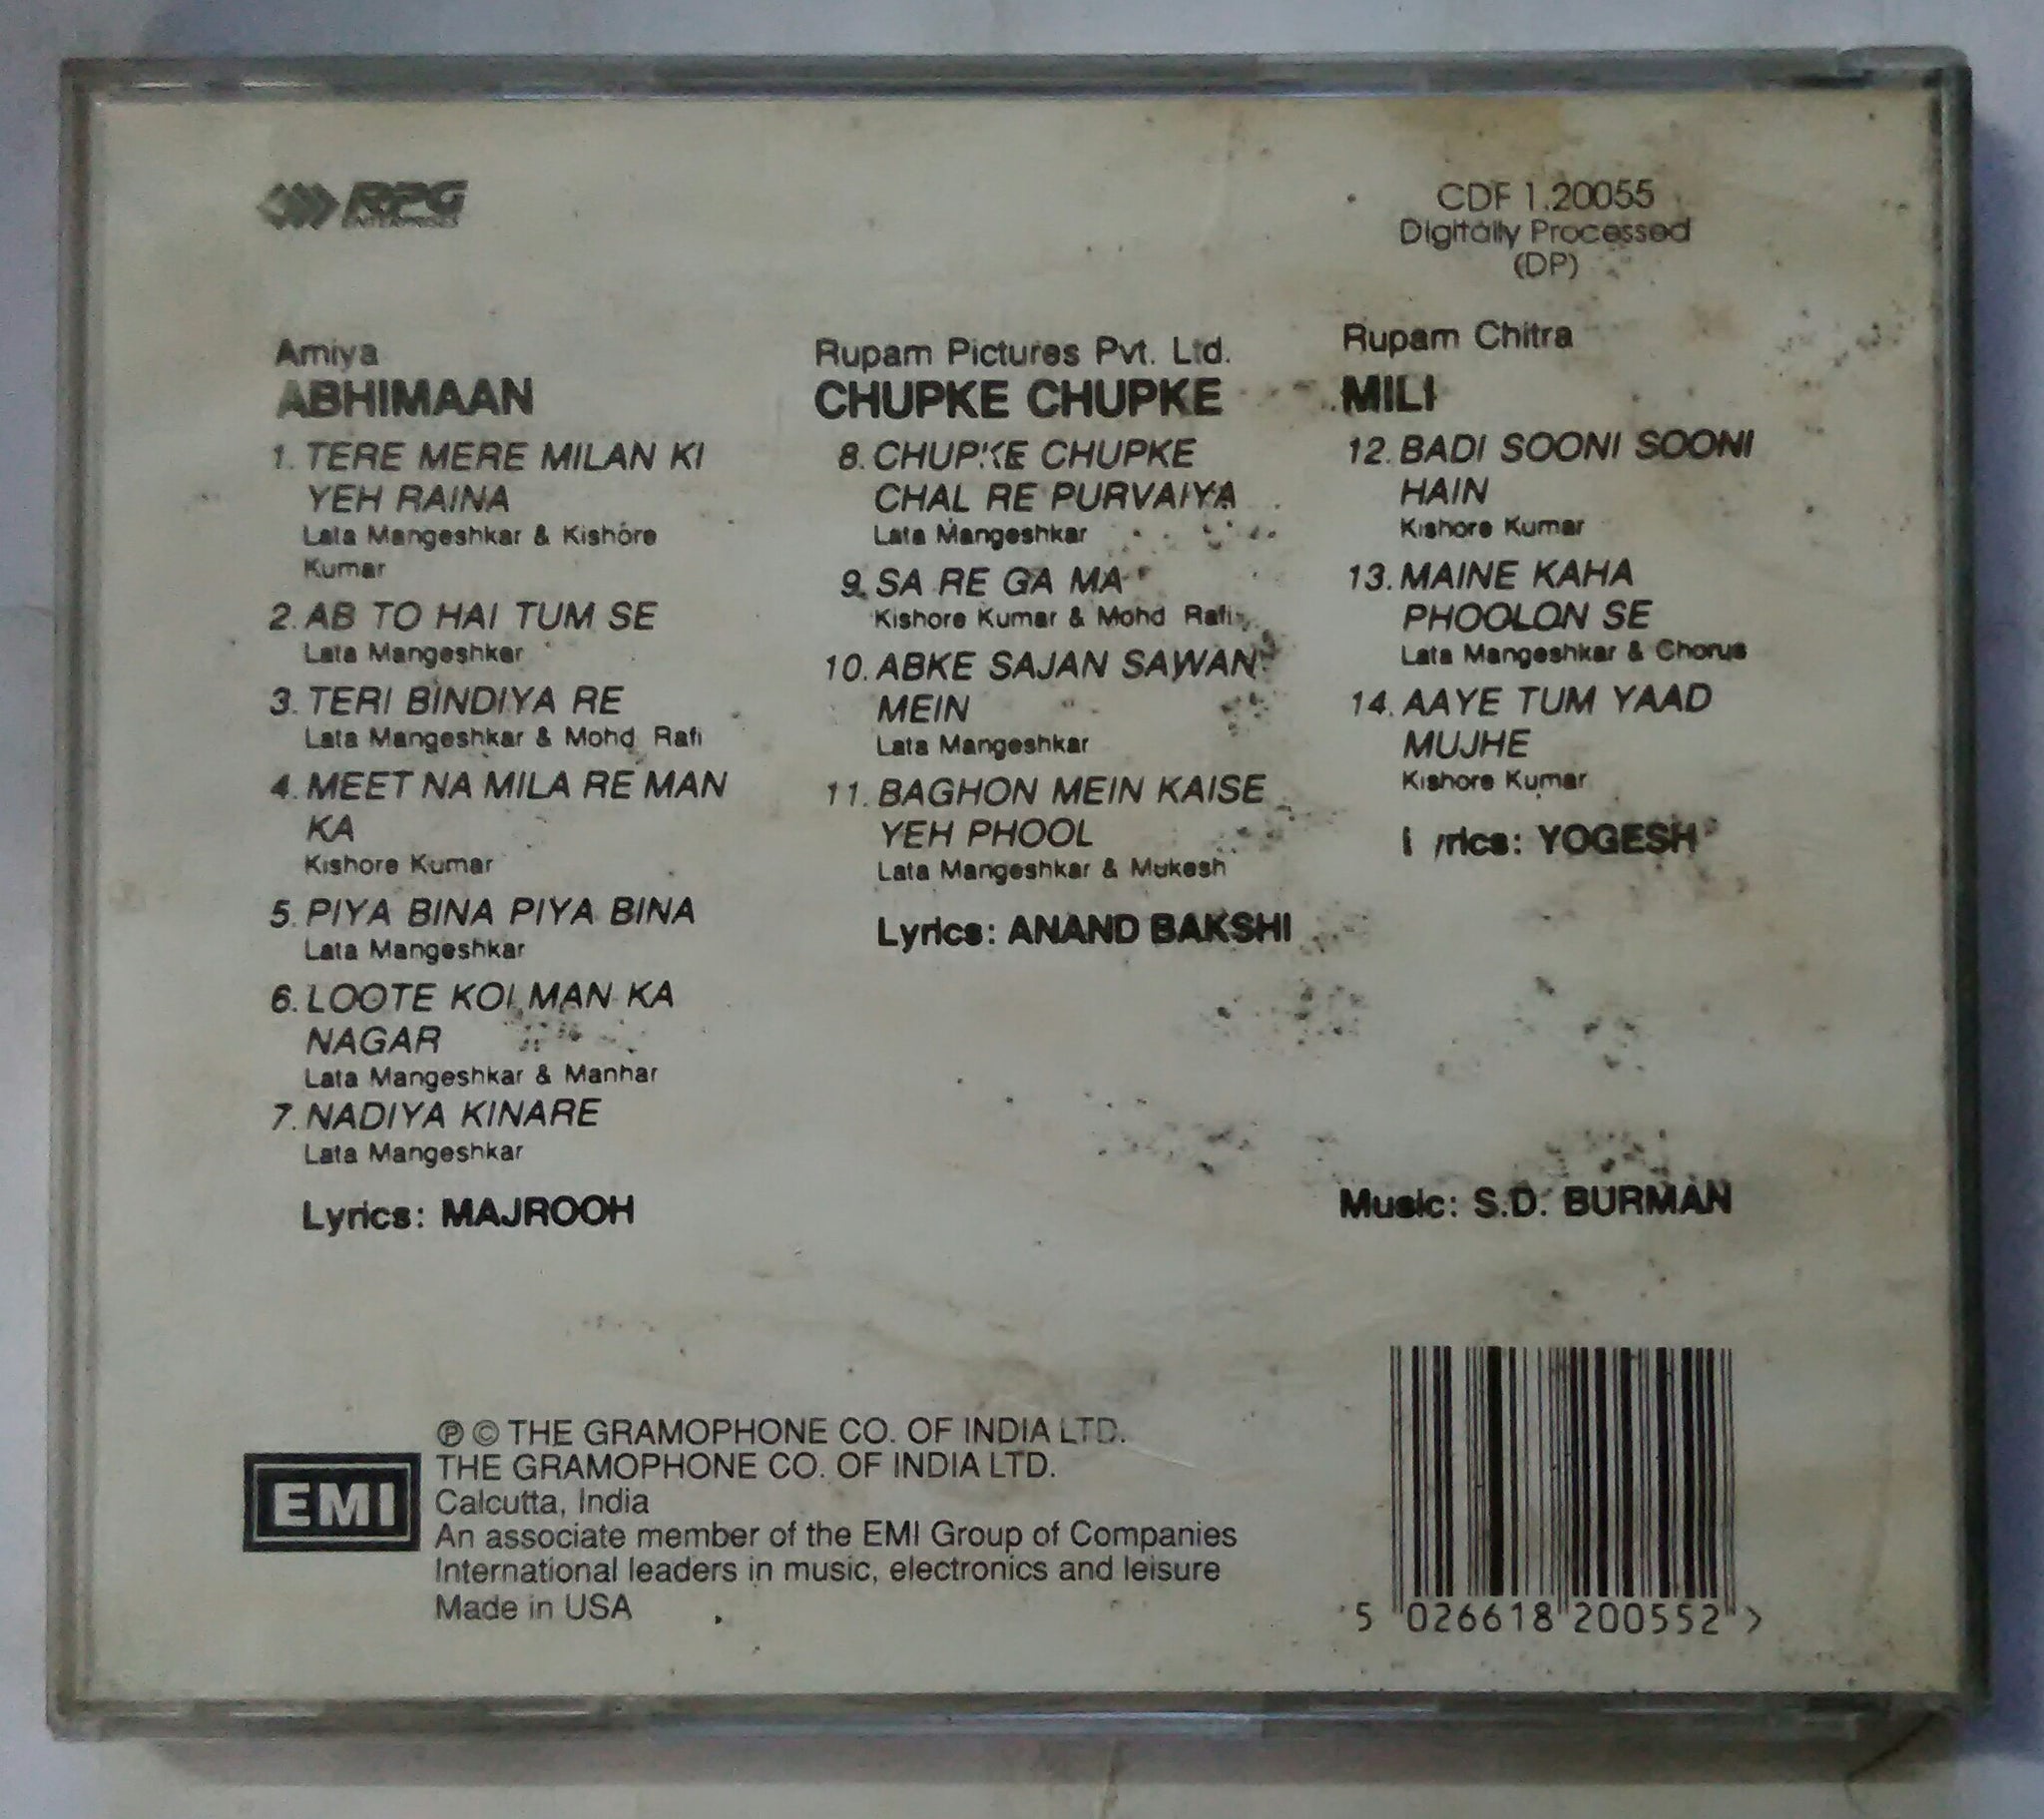 RPG
ENTERPRISES
CDF 1.20055
Digitally Processed
(DP)
Amiya
ABHIMAAN
1. TERE MERE MILAN KI
YEH RAINA
Lata Mangeshkar & Kishore
Kumar
2. AB TO HAI TUM SE
Lata Mangeshkar
3. TERI BINDIYA RE
Lata Mangeshkar & Mohd Rafi
4. MEET NA MILA RE MAN
KA
Kishore Kumar
5. PIYA BINA PIYA BINA
Lata Mangeshkar
6. LOOTE KOI MAN KA
NAGAR
Lata Mangeshkar & Manhar
7. NADIYA KINARE
Lata Mangeshkar
Lyrics: MAJROOH
Rupam Pictures Pvt. Ltd.
CHUPKE CHUPKE
8. CHUPKE CHUPKE
CHAL RE PURVAIYA
Lata Mangeshkar
9. SA RE GA MA
Kishore Kumar & Mohd Rafi
10. ABKE SAJAN SAWAN
MEIN
Lata Mangeshkar
11. BAGHON MEIN KAISE
YEH PHOOL
Lata Mangeshkar & Mukesh
Lyrics: ANAND BAKSHI
Rupam Chitra
MILI
12. BADI SOONI SOONI
HAIN
Kishore Kumar
13. MAINE KAHA
PHOOLON SE
Lata Mangeshkar & Chorus
14. AAYE TUM YAAD
MUJHE
Kishore Kumar
Lyrics: YOGESH
Music: S.D. BURMAN
EMI
℗ © THE GRAMOPHONE CO. OF INDIA LTD.
THE GRAMOPHONE CO. OF INDIA LTD.
Calcutta, India
An associate member of the EMI Group of Companies
International leaders in music, electronics and leisure
Made in USA
5 026618 200552 >